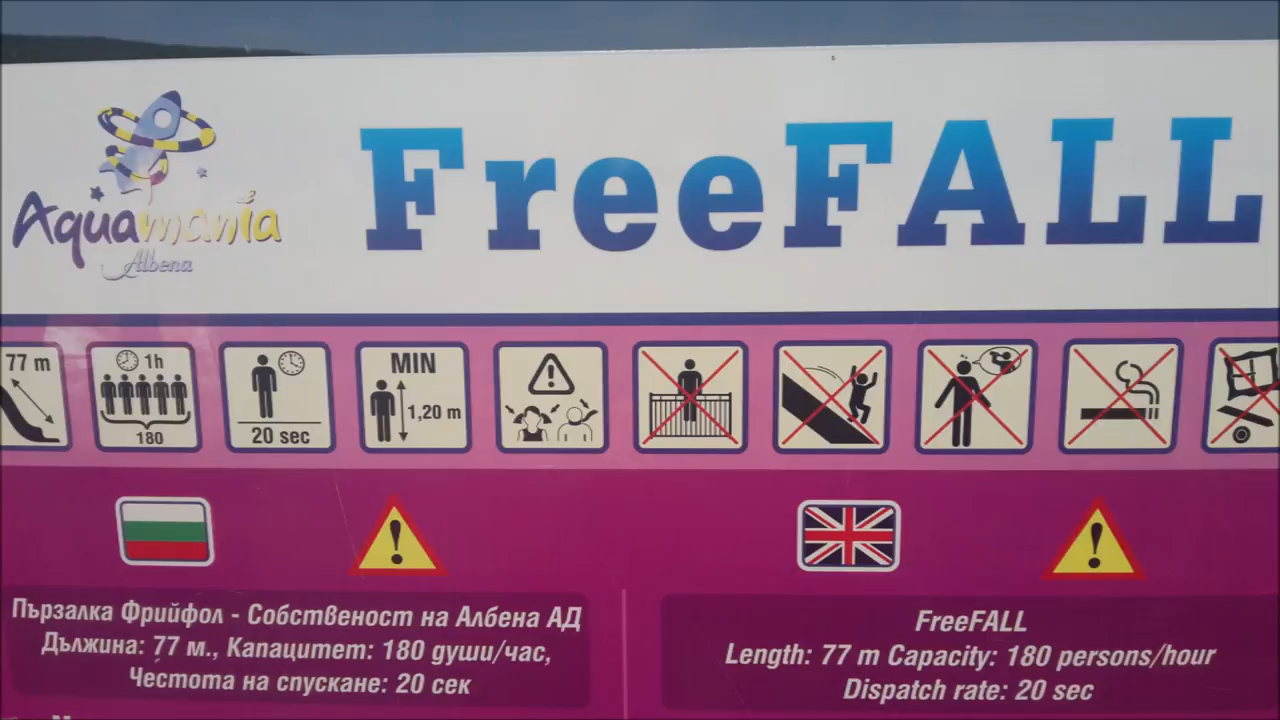 Aquamania
Albena
FreeFALL
77 m
1h
180
20 sec
MIN
1,20 m
Пързалка Фрийфол - Собственост на Албена АД
Дължина: 77 м., Капацитет: 180 души/час,
Честота на спускане: 20 сек
FreeFALL
Length: 77 m Capacity: 180 persons/hour
Dispatch rate: 20 sec